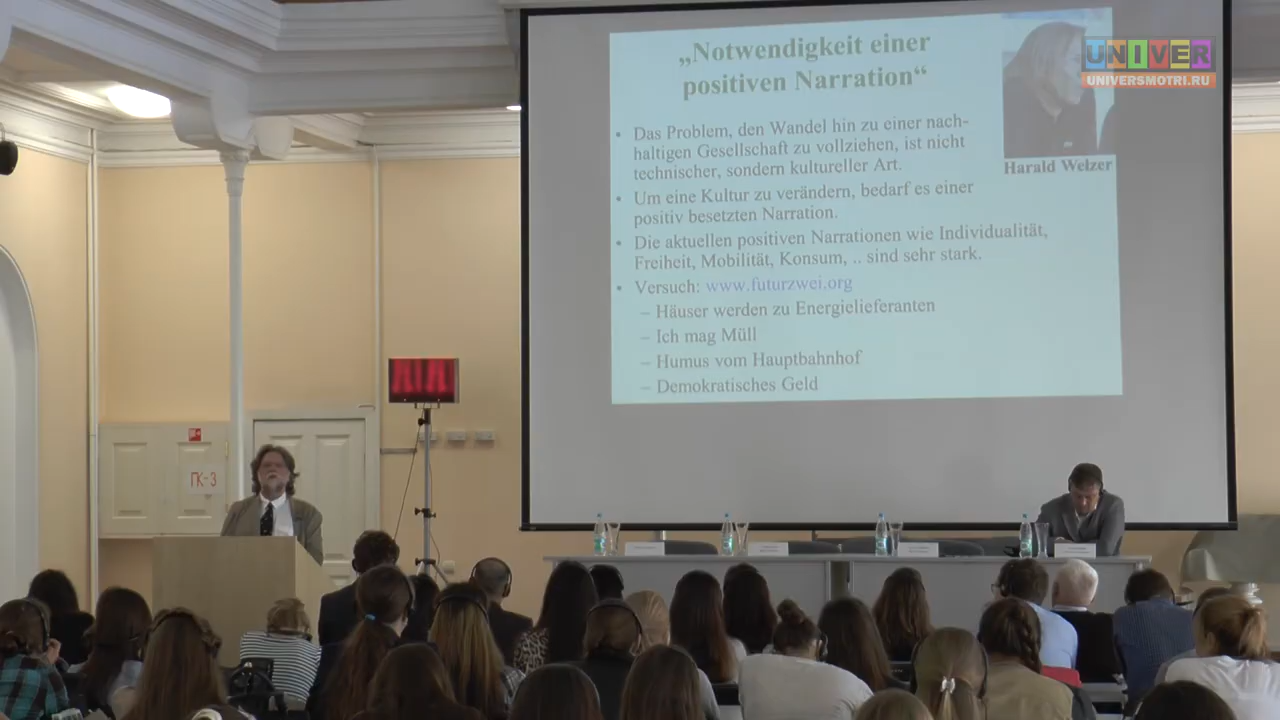 „Notwendigkeit einer
positiven Narration“
UNIVER
UNIVERSMOTRI.RU
Harald Welzer
• Das Problem, den Wandel hin zu einer nach-
haltigen Gesellschaft zu vollziehen, ist nicht
technischer, sondern kultureller Art.
• Um eine Kultur zu verändern, bedarf es einer
positiv besetzten Narration.
• Die aktuellen positiven Narrationen wie Individualität,
Freiheit, Mobilität, Konsum, .. sind sehr stark.
• Versuch: www.futurzwei.org
– Häuser werden zu Energielieferanten
– Ich mag Müll
– Humus vom Hauptbahnhof
– Demokratisches Geld
ГК-3